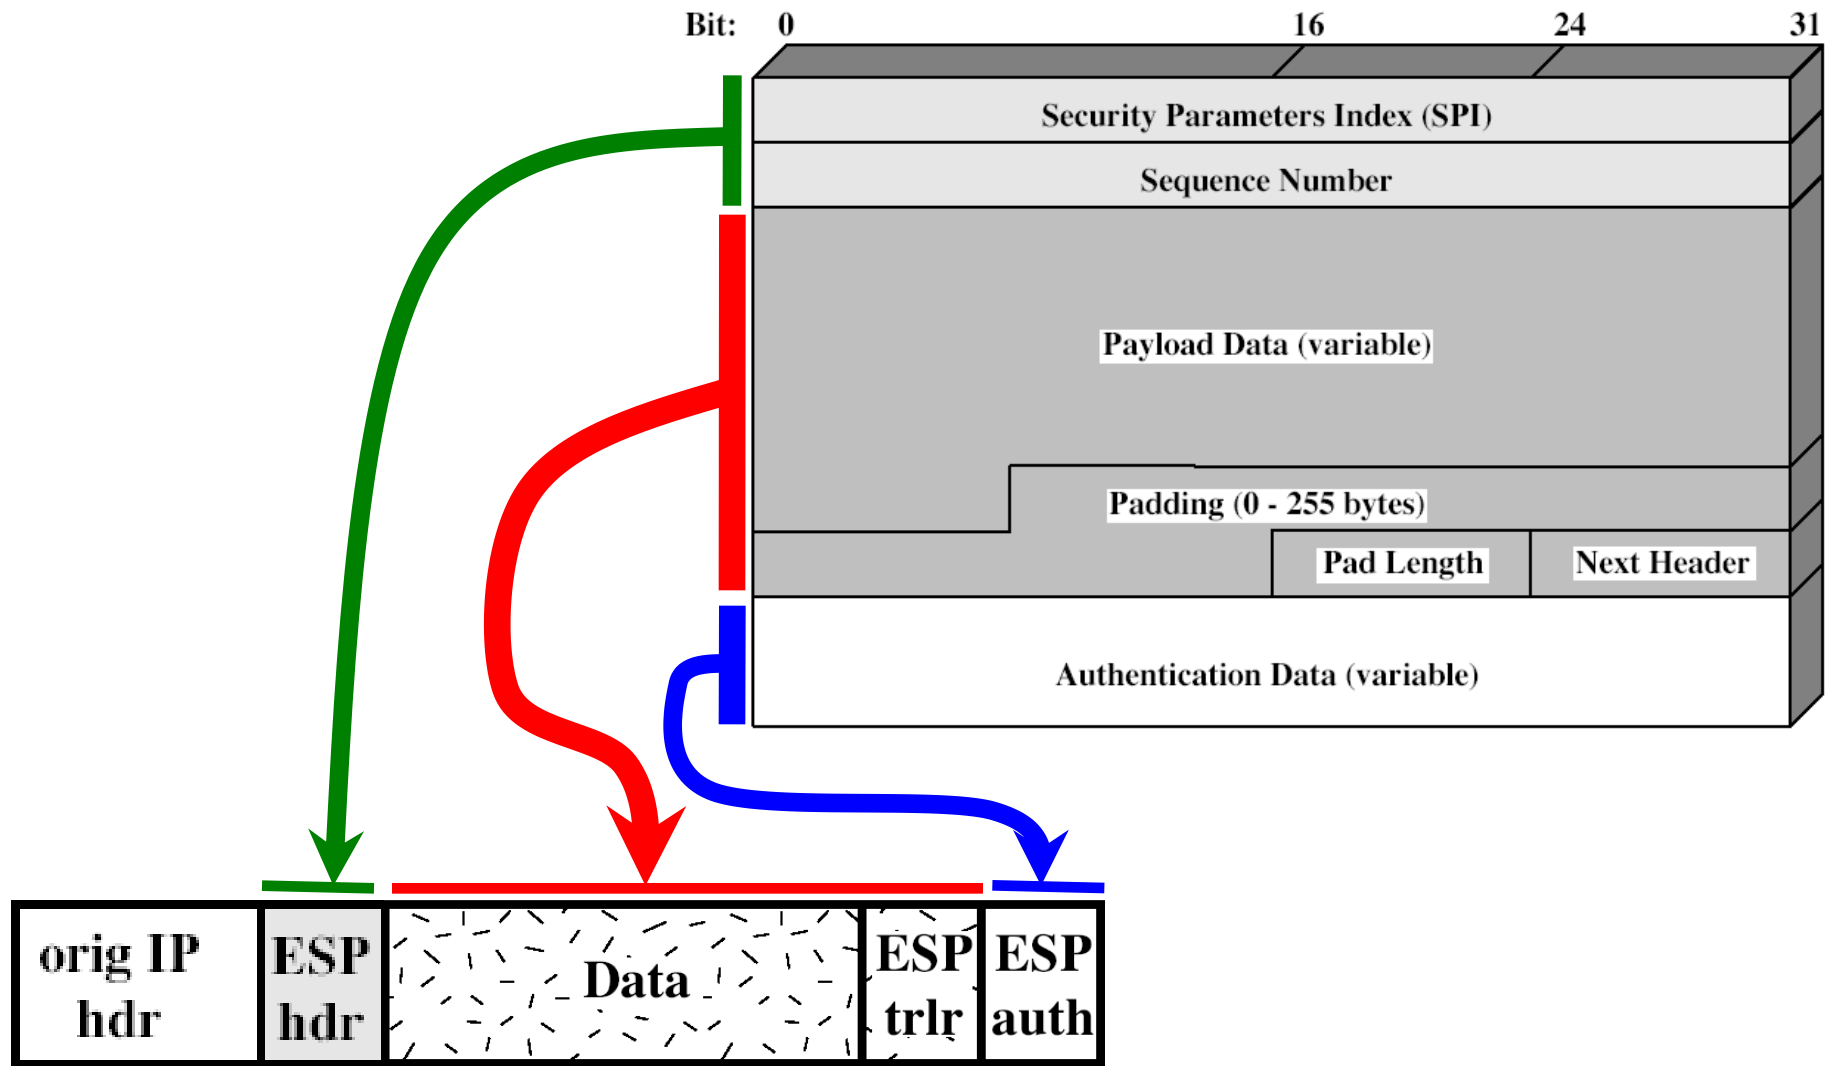 Bit: 0 16 24 31
Security Parameters Index (SPI)
Sequence Number
Payload Data (variable)
Padding (0 - 255 bytes)
Pad Length Next Header
Authentication Data (variable)
orig IP hdr
ESP hdr
Data
ESP trlr
ESP auth